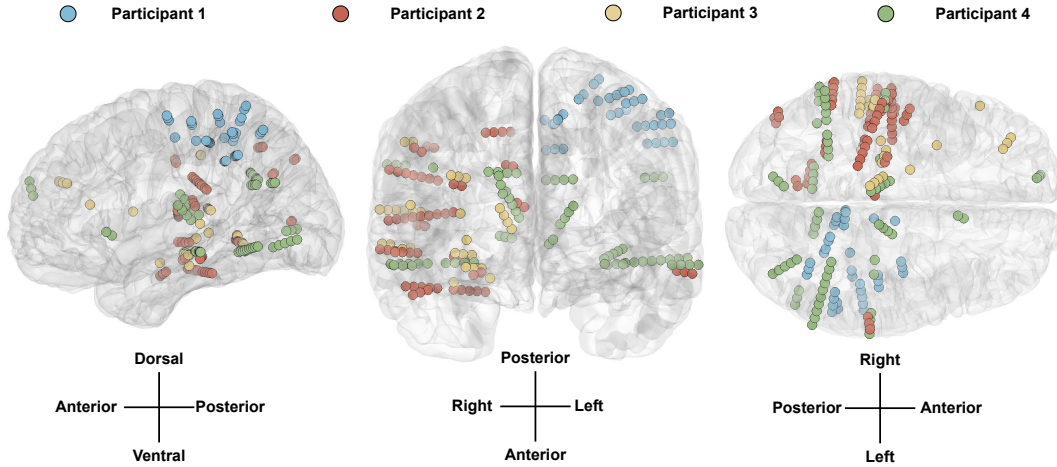 Participant 1 Participant 2 Participant 3 Participant 4
Dorsal
Anterior Posterior
Ventral
Posterior
Right Left
Anterior
Right
Posterior Anterior
Left